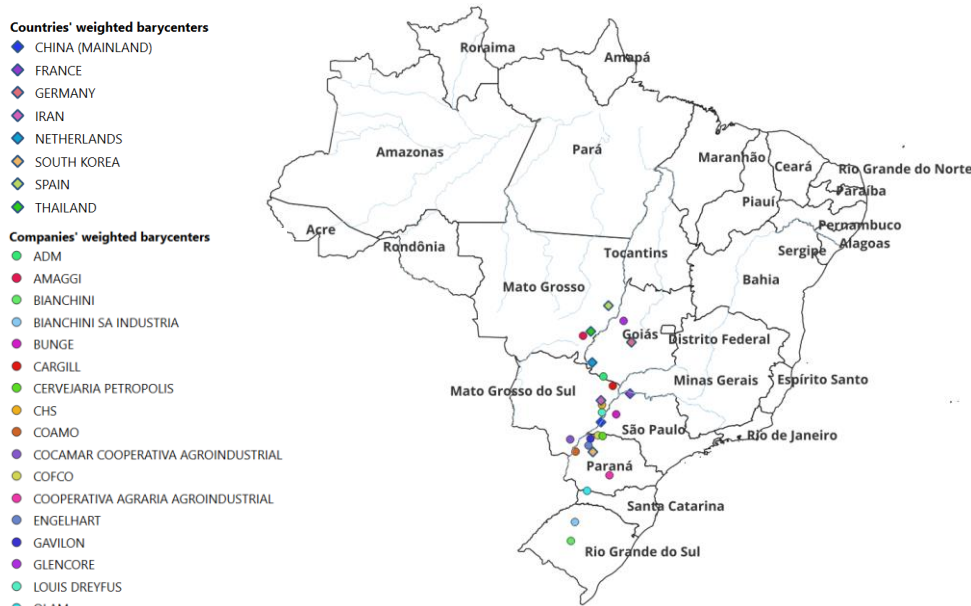 Countries' weighted barycenters
CHINA (MAINLAND)
FRANCE
GERMANY
IRAN
NETHERLANDS
SOUTH KOREA
SPAIN
THAILAND
Companies' weighted barycenters
ADM
AMAGGI
BIANCHINI
BIANCHINI SA INDUSTRIA
BUNGE
CARGILL
CERVEJARIA PETROPOLIS
CHS
COAMO
COCAMAR COOPERATIVA AGROINDUSTRIAL
COFCO
COOPERATIVA AGRARIA AGROINDUSTRIAL
ENGELHART
GAVILON
GLENCORE
LOUIS DREYFUS
Roraima
Amapá
Amazonas
Pará
Maranhão
Ceará
Rio Grande do Norte
Paraíba
Piauí
Pernambuco
Alagoas
Sergipe
Acre
Rondônia
Tocantins
Bahia
Mato Grosso
Goiás
Distrito Federal
Mato Grosso do Sul
Minas Gerais
Espírito Santo
São Paulo
Rio de Janeiro
Paraná
Santa Catarina
Rio Grande do Sul